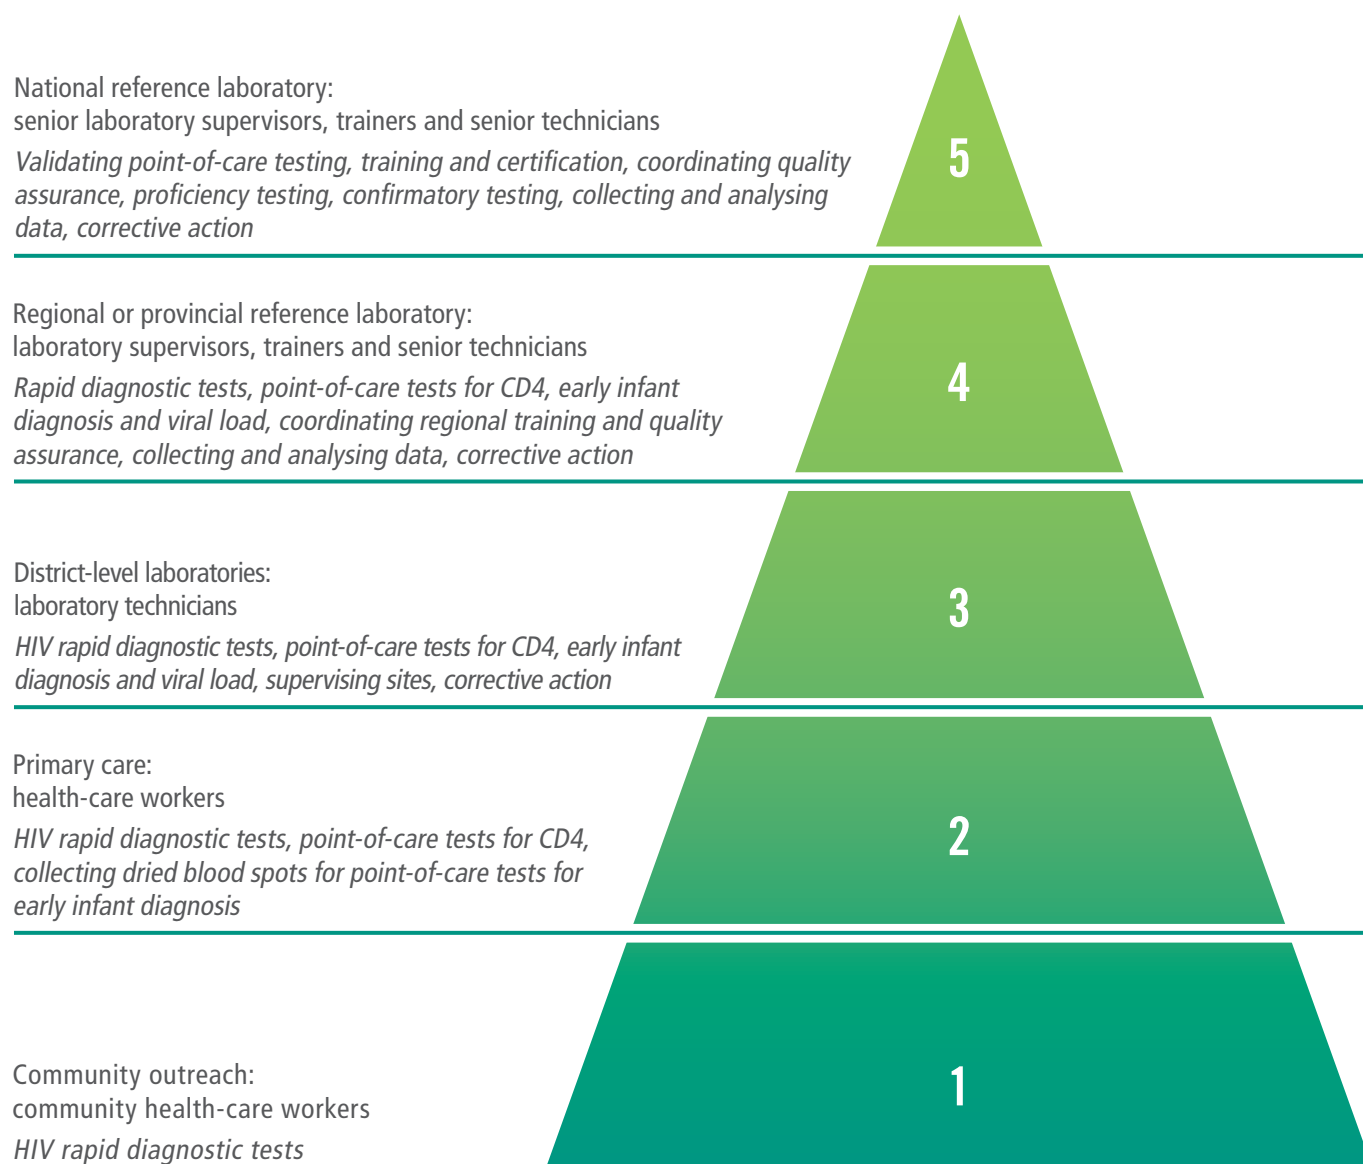 National reference laboratory:
senior laboratory supervisors, trainers and senior technicians
Validating point-of-care testing, training and certification, coordinating quality
assurance, proficiency testing, confirmatory testing, collecting and analysing
data, corrective action
5
Regional or provincial reference laboratory:
laboratory supervisors, trainers and senior technicians
Rapid diagnostic tests, point-of-care tests for CD4, early infant
diagnosis and viral load, coordinating regional training and quality
assurance, collecting and analysing data, corrective action
4
District-level laboratories:
laboratory technicians
HIV rapid diagnostic tests, point-of-care tests for CD4, early infant
diagnosis and viral load, supervising sites, corrective action
3
Primary care:
health-care workers
HIV rapid diagnostic tests, point-of-care tests for CD4,
collecting dried blood spots for point-of-care tests for
early infant diagnosis
2
Community outreach:
community health-care workers
HIV rapid diagnostic tests
1